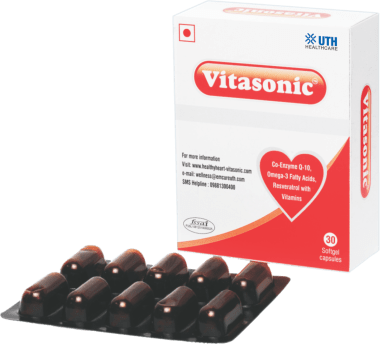 UTH
HEALTHCARE
Vitasonic®
For more information
Visit: www.healthyheart-vitasonic.com
e-mail: wellness@emcureuth.com
SMS Helpline : 09881300400
Co-Enzyme Q-10,
Omega-3 Fatty Acids,
Resveratrol with
Vitamins
30
Softgel
capsules